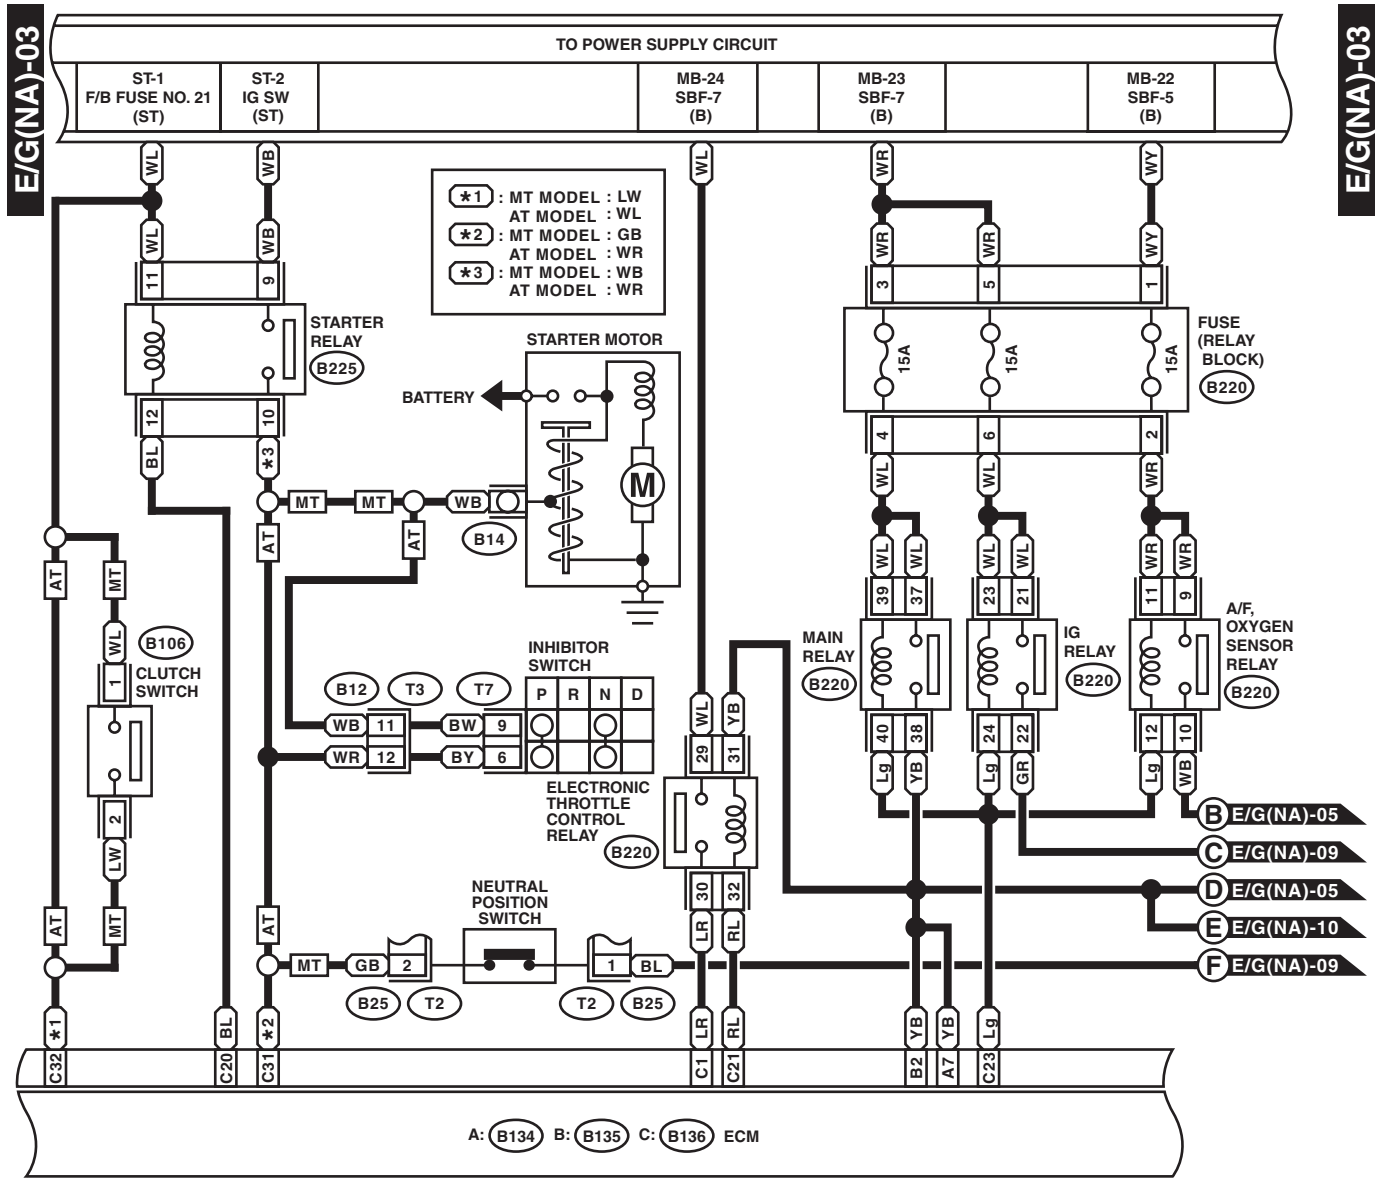 E/G(NA)-03
E/G(NA)-03
TO POWER SUPPLY CIRCUIT
ST-1
F/B FUSE NO. 21
(ST)
ST-2
IG SW
(ST)
MB-24
SBF-7
(B)
MB-23
SBF-7
(B)
MB-22
SBF-5
(B)
WL
WB
WL
WR
WY
*1 : MT MODEL : LW
AT MODEL : WL
*2 : MT MODEL : GB
AT MODEL : WR
*3 : MT MODEL : WB
AT MODEL : WR
WL
WB
WR
WR
WY
11
9
3
5
1
STARTER
RELAY
B225
STARTER MOTOR
BATTERY
M
15A
15A
15A
FUSE
(RELAY
BLOCK)
B220
12
10
4
6
2
BL
*3
WL
WL
WR
MT
MT
WB
B14
AT
AT
AT
MT
WL
WL
WL
WL
WR
WR
39
37
23
21
11
9
WL
B106
CLUTCH
SWITCH
1
2
LW
AT
MT
MAIN
RELAY
B220
IG
RELAY
B220
A/F,
OXYGEN
SENSOR
RELAY
B220
INHIBITOR
SWITCH
P R N D
B12
T3
T7
WB 11 BW 9
WR 12 BY 6
WL
YB
29
31
40
38
24
22
12
10
Lg
YB
Lg
GR
Lg
WB
ELECTRONIC
THROTTLE
CONTROL
RELAY
B220
30
32
LR
RL
B E/G(NA)-05
C E/G(NA)-09
D E/G(NA)-05
E E/G(NA)-10
F E/G(NA)-09
NEUTRAL
POSITION
SWITCH
AT
MT
GB
2
1
BL
B25
T2
T2
B25
*1
BL
*2
LR
RL
YB
YB
Lg
C32
C20
C31
C1
C21
B2
A7
C23
A: B134 B: B135 C: B136 ECM